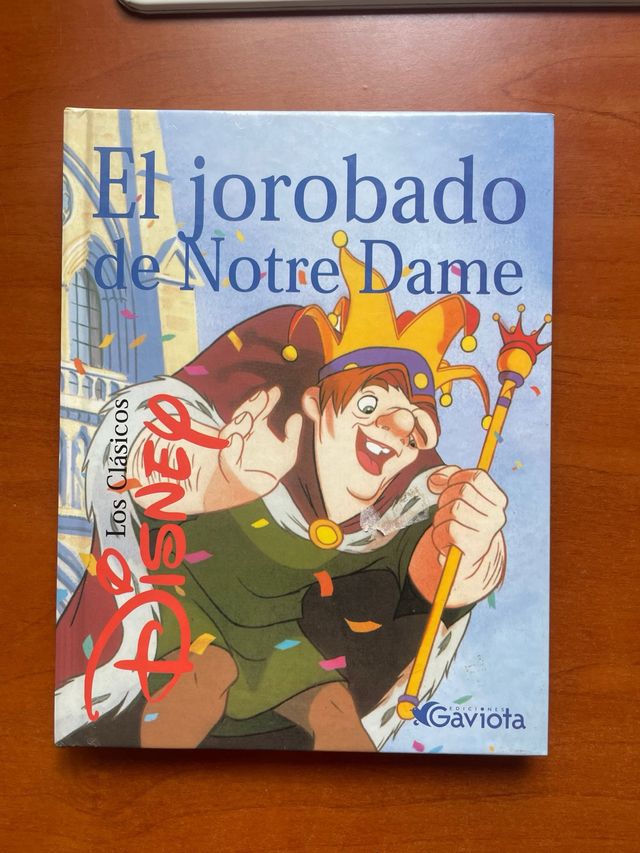 El jorobado
de Notre Dame
Los Clásicos
DISNEY
EDICIONES
Gaviota